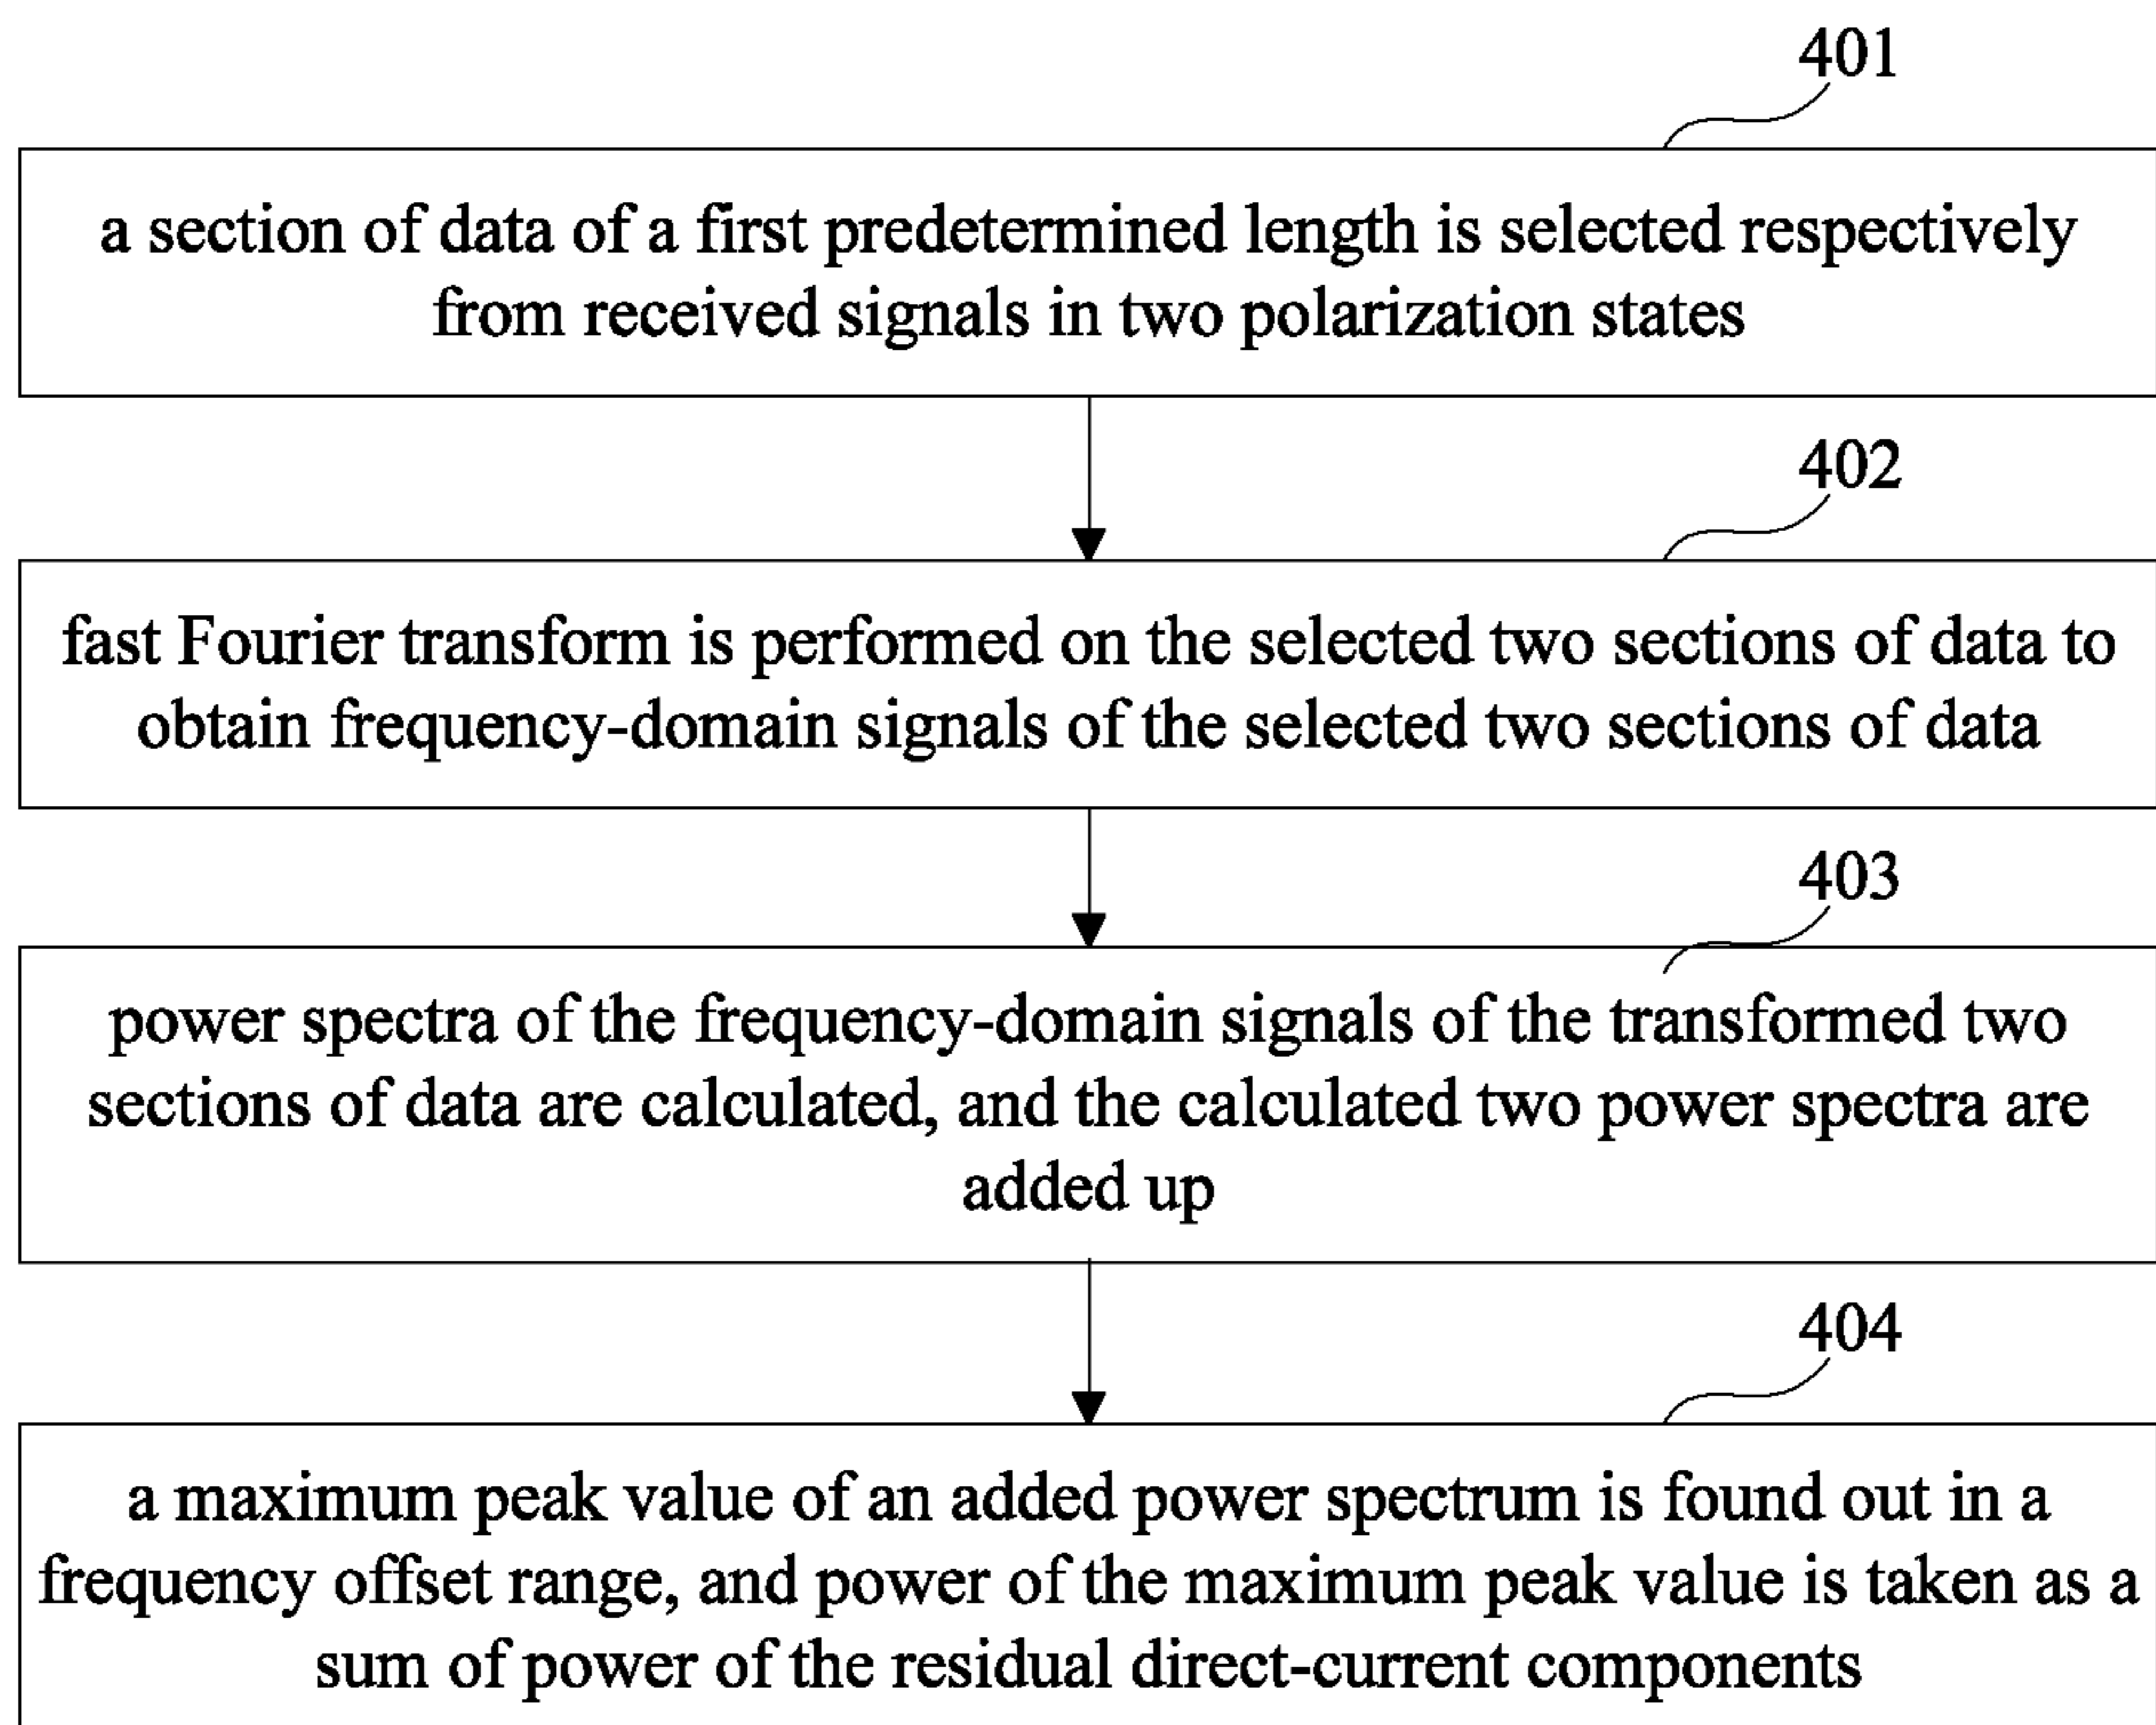 401
a section of data of a first predetermined length is selected respectively
from received signals in two polarization states
402
fast Fourier transform is performed on the selected two sections of data to
obtain frequency-domain signals of the selected two sections of data
403
power spectra of the frequency-domain signals of the transformed two
sections of data are calculated, and the calculated two power spectra are
added up
404
a maximum peak value of an added power spectrum is found out in a
frequency offset range, and power of the maximum peak value is taken as a
sum of power of the residual direct-current components